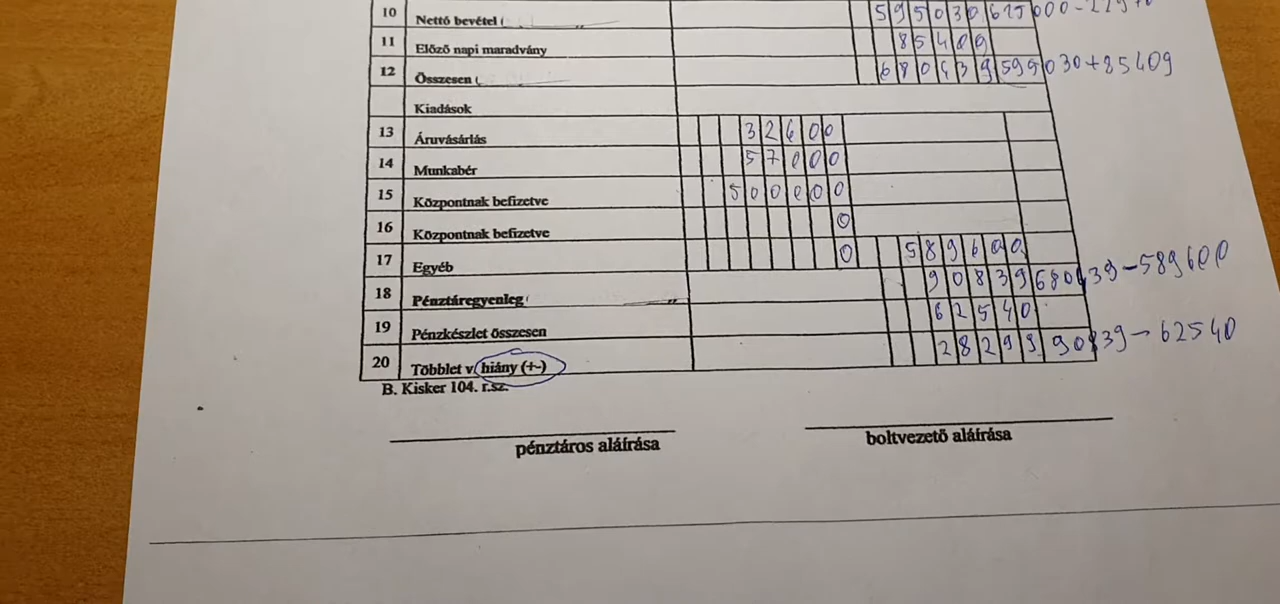 10 Nettó bevétel 595030
11 Előző napi maradvány 85409
12 Összesen 680439 595030+85409
Kiadások
13 Áruvásárlás 32600
14 Munkabér 57000
15 Központnak befizetve 500000
16 Központnak befizetve 0
17 Egyéb 0 589600
18 Pénztáregyenleg 90839 680439-589600
19 Pénzkészlet összesen 62540
20 Többlet v hiány (+-) 28299 90839-62540
B. Kisker 104. r.sz.
pénztáros aláírása boltvezető aláírása